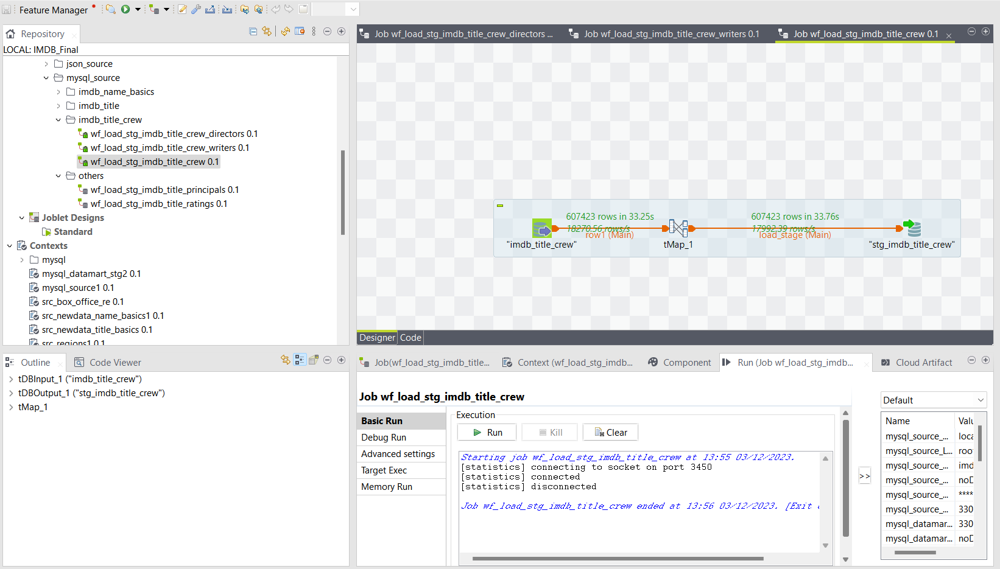 Feature Manager
Repository
LOCAL: IMDB_Final
json_source
mysql_source
imdb_name_basics
imdb_title
imdb_title_crew
wf_load_stg_imdb_title_crew_directors 0.1
wf_load_stg_imdb_title_crew_writers 0.1
wf_load_stg_imdb_title_crew 0.1
others
wf_load_stg_imdb_title_principals 0.1
wf_load_stg_imdb_title_ratings 0.1
Joblet Designs
Standard
Contexts
mysql
mysql_datamart_stg2 0.1
mysql_source1 0.1
src_box_office_re 0.1
src_newdata_name_basics1 0.1
src_newdata_title_basics 0.1
src_regions1 0.1
Job wf_load_stg_imdb_title_crew_directors ...
Job wf_load_stg_imdb_title_crew_writers 0.1
Job wf_load_stg_imdb_title_crew 0.1
607423 rows in 33.25s
18270.56 rows/s
row1 (Main)
607423 rows in 33.76s
17992.39 rows/s
load_stage (Main)
"imdb_title_crew"
tMap_1
"stg_imdb_title_crew"
Designer
Code
Outline
Code Viewer
tDBInput_1 ("imdb_title_crew")
tDBOutput_1 ("stg_imdb_title_crew")
tMap_1
Job(wf_load_stg_imdb_title...
Context (wf_load_stg_imdb...
Component
Run (Job wf_load_stg_imdb...
Cloud Artifact
Job wf_load_stg_imdb_title_crew
Basic Run
Debug Run
Advanced settings
Target Exec
Memory Run
Execution
Run
Kill
Clear
Starting job wf_load_stg_imdb_title_crew at 13:55 03/12/2023.
[statistics] connecting to socket on port 3450
[statistics] connected
[statistics] disconnected
Job wf_load_stg_imdb_title_crew ended at 13:56 03/12/2023. [Exit
>>
Default
Name Valu
mysql_source_... loca
mysql_source_L... root
mysql_source_... imd
mysql_source_... noD
mysql_source_... ****
mysql_source_... 330
mysql_datamar... 330
mysql_datamar... noD